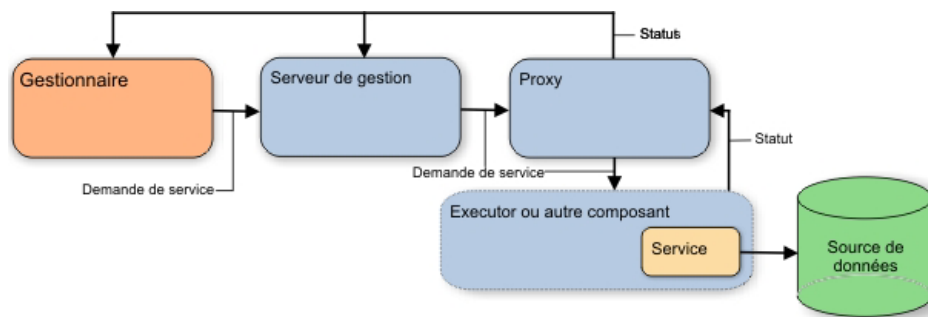 Statut
Gestionnaire
Serveur de gestion
Proxy
Statut
Demande de service
Demande de service
Executor ou autre composant
Service
Source de
données